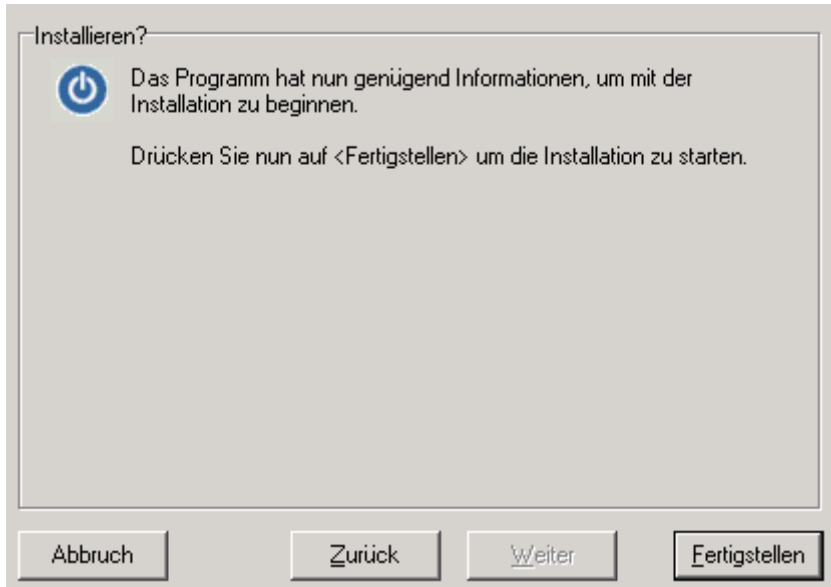 Installieren?
Das Programm hat nun genügend Informationen, um mit der
Installation zu beginnen.
Drücken Sie nun auf <Fertigstellen> um die Installation zu starten.
Abbruch
Zurück
Weiter
Fertigstellen